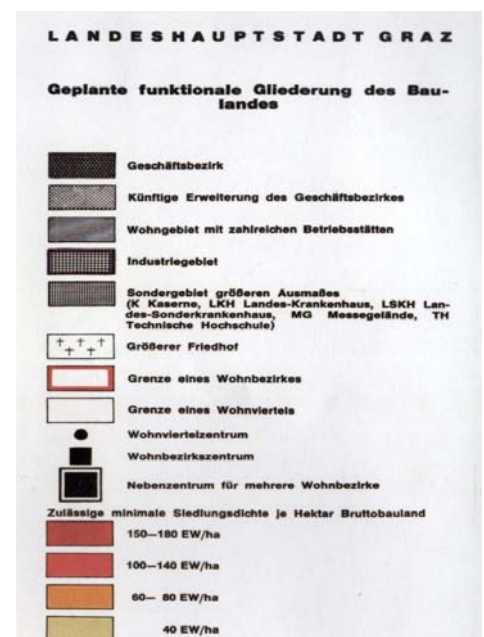 LANDESHAUPTSTADT GRAZ
Geplante funktionale Gliederung des Bau-
landes
Geschäftsbezirk
Künftige Erweiterung des Geschäftsbezirkes
Wohngebiet mit zahlreichen Betriebsstätten
Industriegebiet
Sondergebiet größeren Ausmaßes
(K Kaserne, LKH Landes-Krankenhaus, LSKH Lan-
des-Sonderkrankenhaus, MG Messegelände, TH
Technische Hochschule)
Größerer Friedhof
Grenze eines Wohnbezirkes
Grenze eines Wohnviertels
Wohnviertelzentrum
Wohnbezirkszentrum
Nebenzentrum für mehrere Wohnbezirke
Zulässige minimale Siedlungsdichte je Hektar Bruttobauland
150—180 EW/ha
100—140 EW/ha
60— 80 EW/ha
40 EW/ha